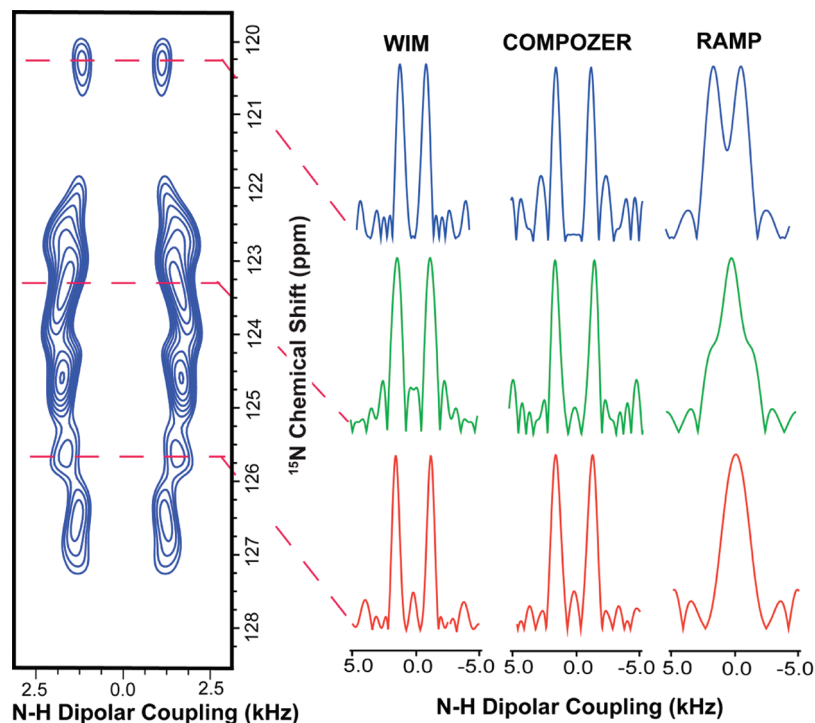 WIM COMPOZER RAMP
120
121
122
123
124
125
126
127
128
¹⁵N Chemical Shift (ppm)
2.5 0.0 2.5
N-H Dipolar Coupling (kHz)
5.0 0.0 -5.0 5.0 0.0 -5.0 5.0 0.0 -5.0
N-H Dipolar Coupling (kHz)